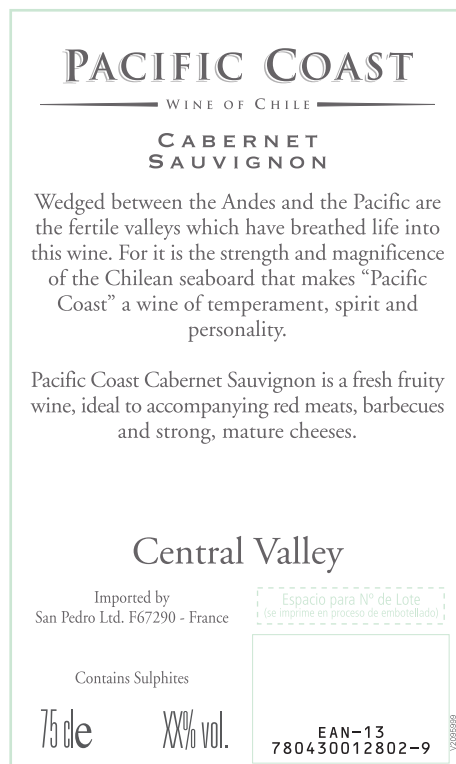 PACIFIC COAST
WINE OF CHILE
CABERNET
SAUVIGNON
Wedged between the Andes and the Pacific are
the fertile valleys which have breathed life into
this wine. For it is the strength and magnificence
of the Chilean seaboard that makes “Pacific
Coast” a wine of temperament, spirit and
personality.
Pacific Coast Cabernet Sauvignon is a fresh fruity
wine, ideal to accompanying red meats, barbecues
and strong, mature cheeses.
Central Valley
Imported by
San Pedro Ltd. F67290 - France
Espacio para Nº de Lote
(se imprime en proceso de embotellado)
Contains Sulphites
75 cle
XX% vol.
EAN-13
780430012802-9
V2095999